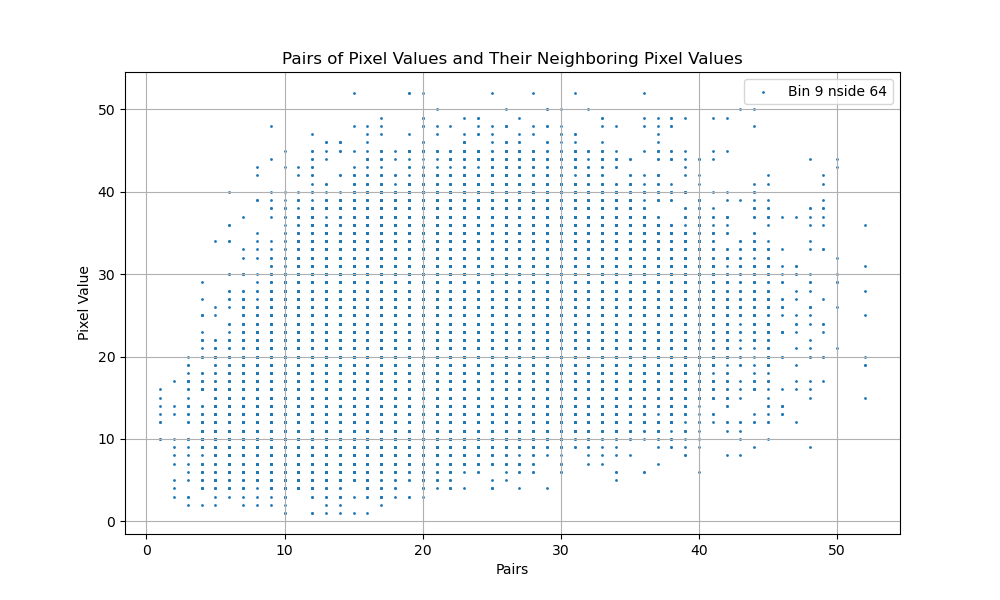 Pairs of Pixel Values and Their Neighboring Pixel Values
Bin 9 nside 64
Pixel Value
50
40
30
20
10
0
0 10 20 30 40 50
Pairs